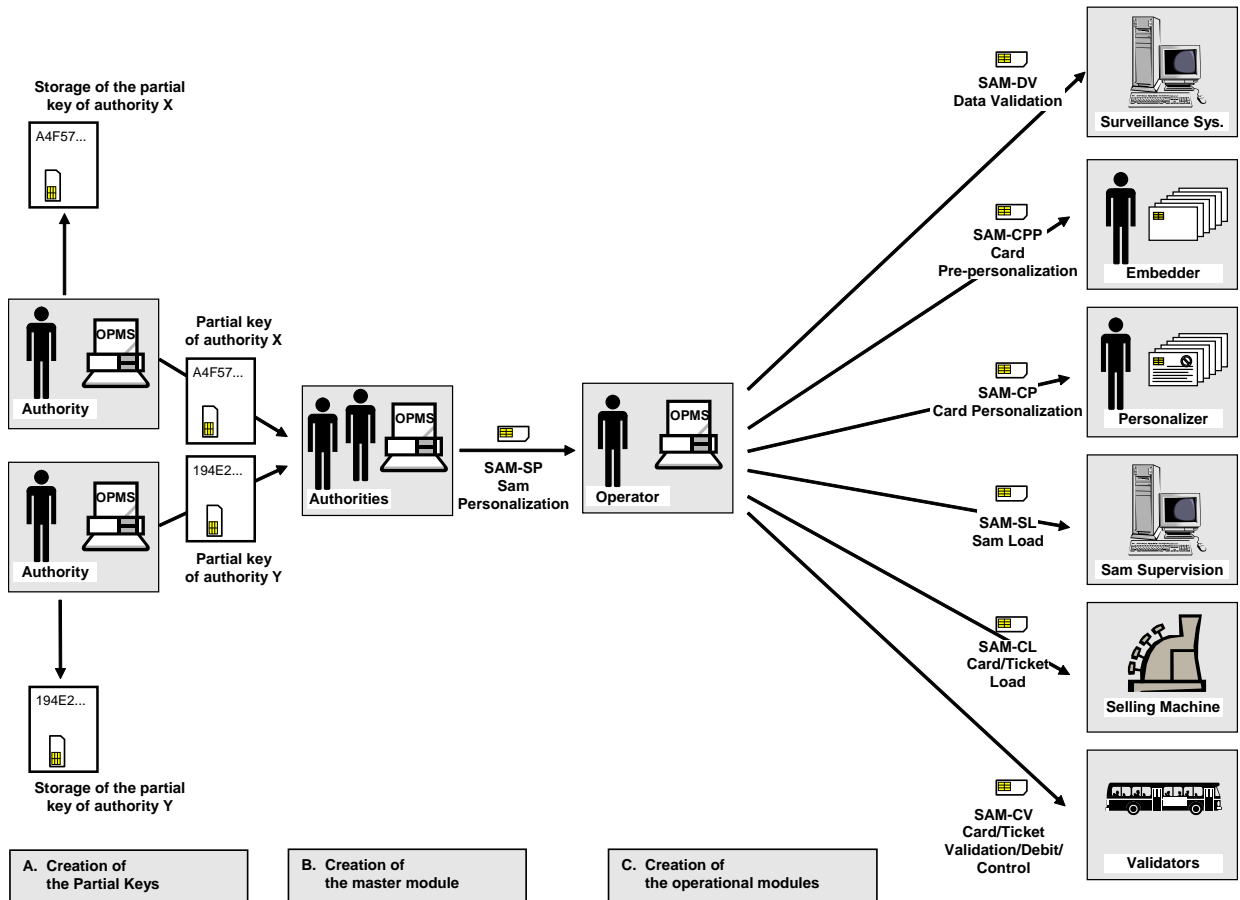 Storage of the partial
key of authority X
A4F57...
OPMS
Authority
Partial key
of authority X
A4F57...
OPMS
Authority
194E2...
Partial key
of authority Y
194E2...
Storage of the partial
key of authority Y
OPMS
Authorities
SAM-SP
Sam
Personalization
OPMS
Operator
SAM-DV
Data Validation
Surveillance Sys.
SAM-CPP
Card
Pre-personalization
Embedder
SAM-CP
Card Personalization
Personalizer
SAM-SL
Sam Load
Sam Supervision
SAM-CL
Card/Ticket
Load
Selling Machine
SAM-CV
Card/Ticket
Validation/Debit/
Control
Validators
A. Creation of
the Partial Keys
B. Creation of
the master module
C. Creation of
the operational modules